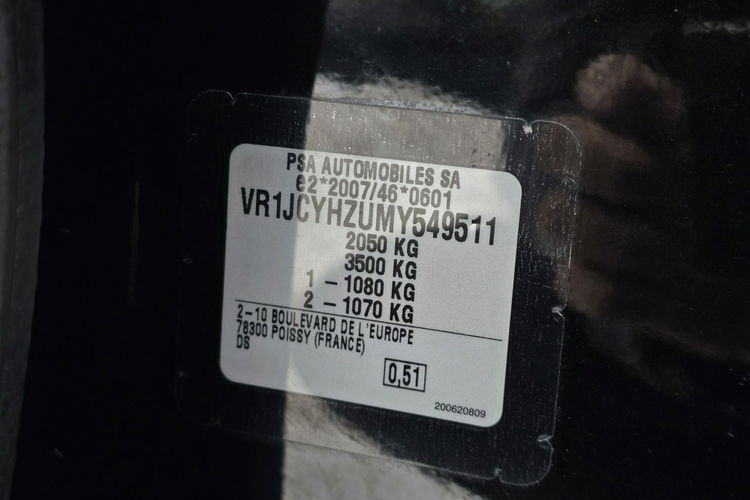 PSA AUTOMOBILES SA
e2*2007/46*0601
VR1JCYHZUMY549511
2050 KG
3500 KG
1 - 1080 KG
2 - 1070 KG
2-10 BOULEVARD DE L'EUROPE
78300 POISSY (FRANCE)
DS
0,51
200620809